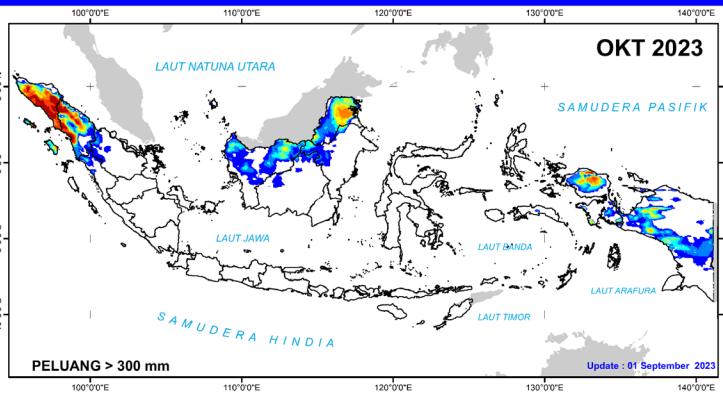 100°0'0"E 110°0'0"E 120°0'0"E 130°0'0"E 140°0'0"E
OKT 2023
LAUT NATUNA UTARA
SAMUDERA PASIFIK
LAUT JAWA
LAUT BANDA
LAUT ARAFURA
SAMUDERA HINDIA
LAUT TIMOR
PELUANG > 300 mm
Update : 01 September 2023
100°0'0"E 110°0'0"E 120°0'0"E 130°0'0"E 140°0'0"E